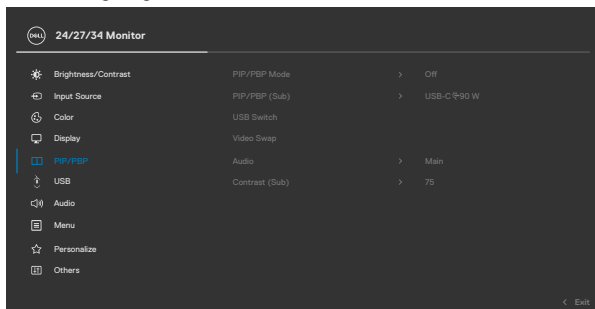 DELL 24/27/34 Monitor
Brightness/Contrast PIP/PBP Mode > Off
Input Source PIP/PBP (Sub) > USB-C 90 W
Color USB Switch
Display Video Swap
PIP/PBP Audio > Main
USB Contrast (Sub) > 75
Audio
Menu
Personalize
Others
< Exit